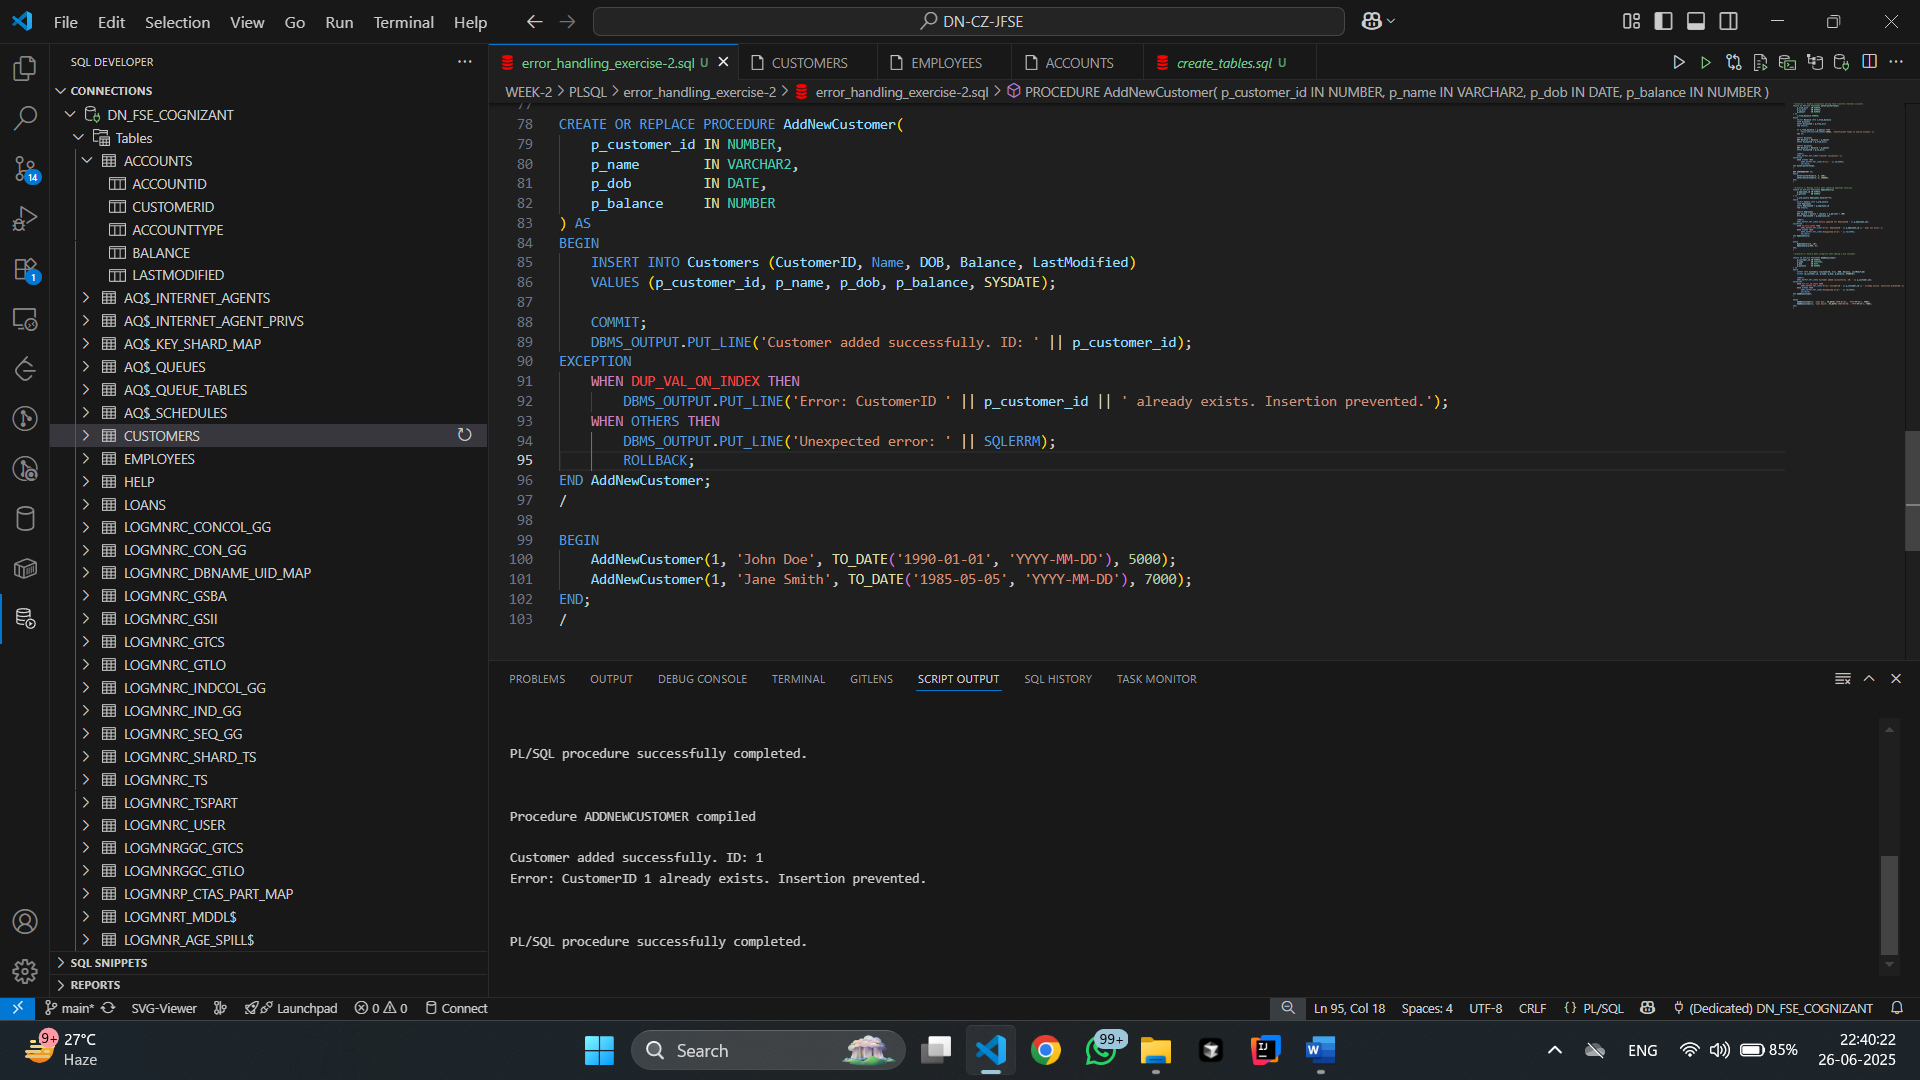 File Edit Selection View Go Run Terminal Help
DN-CZ-JFSE
SQL DEVELOPER
CONNECTIONS
DN_FSE_COGNIZANT
Tables
ACCOUNTS
ACCOUNTID
CUSTOMERID
ACCOUNTTYPE
BALANCE
LASTMODIFIED
AQ$_INTERNET_AGENTS
AQ$_INTERNET_AGENT_PRIVS
AQ$_KEY_SHARD_MAP
AQ$_QUEUES
AQ$_QUEUE_TABLES
AQ$_SCHEDULES
CUSTOMERS
EMPLOYEES
HELP
LOANS
LOGMNRC_CONCOL_GG
LOGMNRC_CON_GG
LOGMNRC_DBNAME_UID_MAP
LOGMNRC_GSBA
LOGMNRC_GSII
LOGMNRC_GTCS
LOGMNRC_GTLO
LOGMNRC_INDCOL_GG
LOGMNRC_IND_GG
LOGMNRC_SEQ_GG
LOGMNRC_SHARD_TS
LOGMNRC_TS
LOGMNRC_TSPART
LOGMNRC_USER
LOGMNRGGC_GTCS
LOGMNRGGC_GTLO
LOGMNRP_CTAS_PART_MAP
LOGMNRT_MDDL$
LOGMNR_AGE_SPILL$
SQL SNIPPETS
REPORTS
14
1
error_handling_exercise-2.sql U
CUSTOMERS
EMPLOYEES
ACCOUNTS
create_tables.sql U
WEEK-2 > PLSQL > error_handling_exercise-2 > error_handling_exercise-2.sql > PROCEDURE AddNewCustomer( p_customer_id IN NUMBER, p_name IN VARCHAR2, p_dob IN DATE, p_balance IN NUMBER )
77
78 CREATE OR REPLACE PROCEDURE AddNewCustomer(
79 p_customer_id IN NUMBER,
80 p_name IN VARCHAR2,
81 p_dob IN DATE,
82 p_balance IN NUMBER
83 ) AS
84 BEGIN
85 INSERT INTO Customers (CustomerID, Name, DOB, Balance, LastModified)
86 VALUES (p_customer_id, p_name, p_dob, p_balance, SYSDATE);
87
88 COMMIT;
89 DBMS_OUTPUT.PUT_LINE('Customer added successfully. ID: ' || p_customer_id);
90 EXCEPTION
91 WHEN DUP_VAL_ON_INDEX THEN
92 DBMS_OUTPUT.PUT_LINE('Error: CustomerID ' || p_customer_id || ' already exists. Insertion prevented.');
93 WHEN OTHERS THEN
94 DBMS_OUTPUT.PUT_LINE('Unexpected error: ' || SQLERRM);
95 ROLLBACK;
96 END AddNewCustomer;
97 /
98
99 BEGIN
100 AddNewCustomer(1, 'John Doe', TO_DATE('1990-01-01', 'YYYY-MM-DD'), 5000);
101 AddNewCustomer(1, 'Jane Smith', TO_DATE('1985-05-05', 'YYYY-MM-DD'), 7000);
102 END;
103 /
PROBLEMS OUTPUT DEBUG CONSOLE TERMINAL GITLENS SCRIPT OUTPUT SQL HISTORY TASK MONITOR
PL/SQL procedure successfully completed.
Procedure ADDNEWCUSTOMER compiled
Customer added successfully. ID: 1
Error: CustomerID 1 already exists. Insertion prevented.
PL/SQL procedure successfully completed.
main* SVG-Viewer Launchpad 0 0 Connect
Ln 95, Col 18 Spaces: 4 UTF-8 CRLF {} PL/SQL (Dedicated) DN_FSE_COGNIZANT
9+
27°C
Haze
Search
99+
ENG
85%
22:40:22
26-06-2025